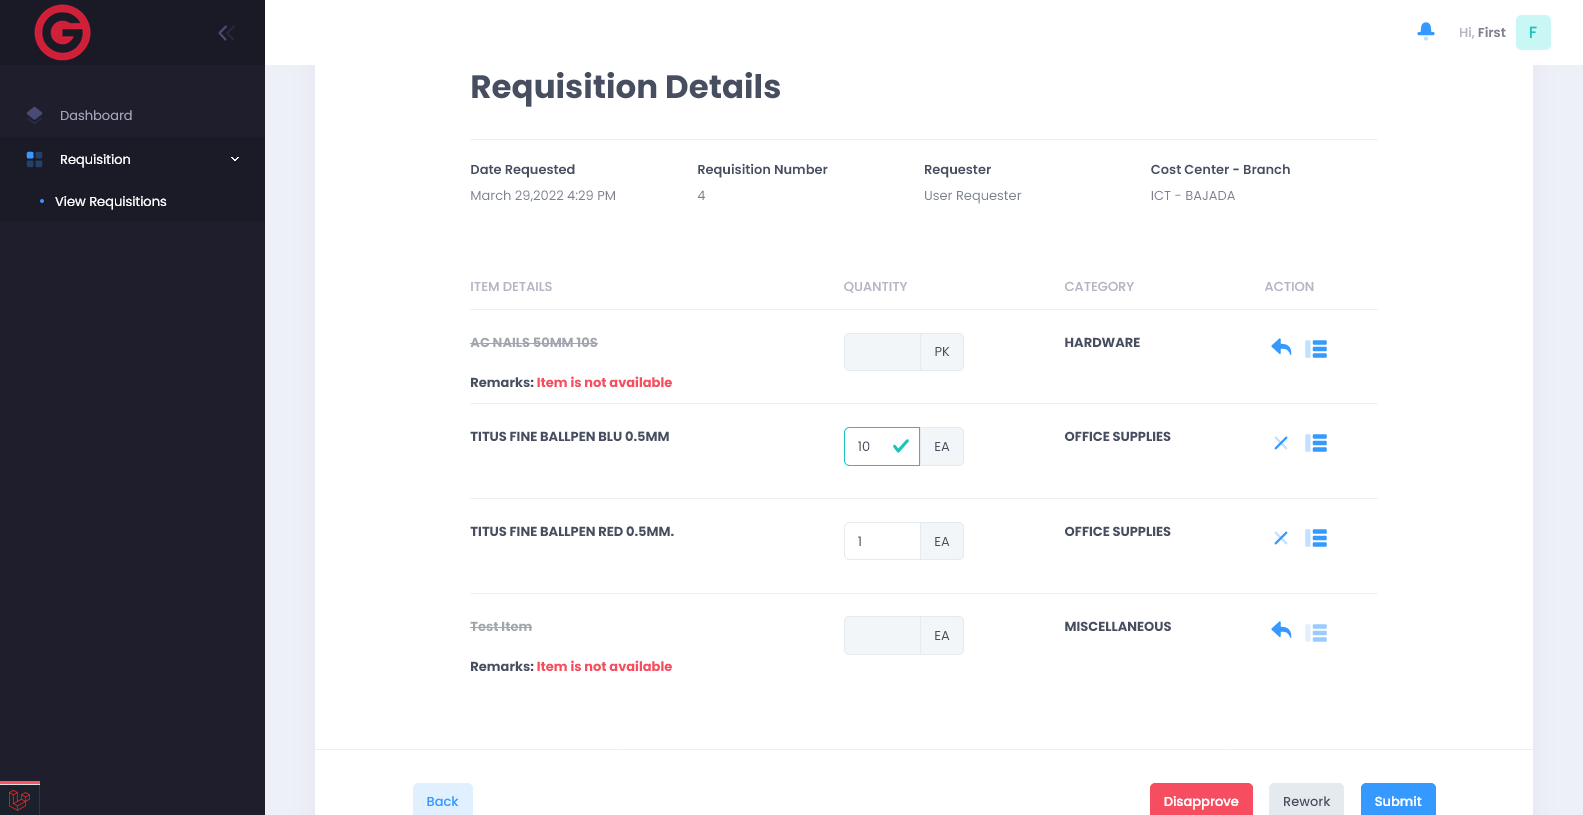 G
Hi, First F
Dashboard
Requisition
View Requisitions
Requisition Details
Date Requested Requisition Number Requester Cost Center - Branch
March 29,2022 4:29 PM 4 User Requester ICT - BAJADA
ITEM DETAILS QUANTITY CATEGORY ACTION
AC NAILS 50MM 10S PK HARDWARE
Remarks: Item is not available
TITUS FINE BALLPEN BLU 0.5MM 10 EA OFFICE SUPPLIES
TITUS FINE BALLPEN RED 0.5MM. 1 EA OFFICE SUPPLIES
Test Item EA MISCELLANEOUS
Remarks: Item is not available
Back Disapprove Rework Submit